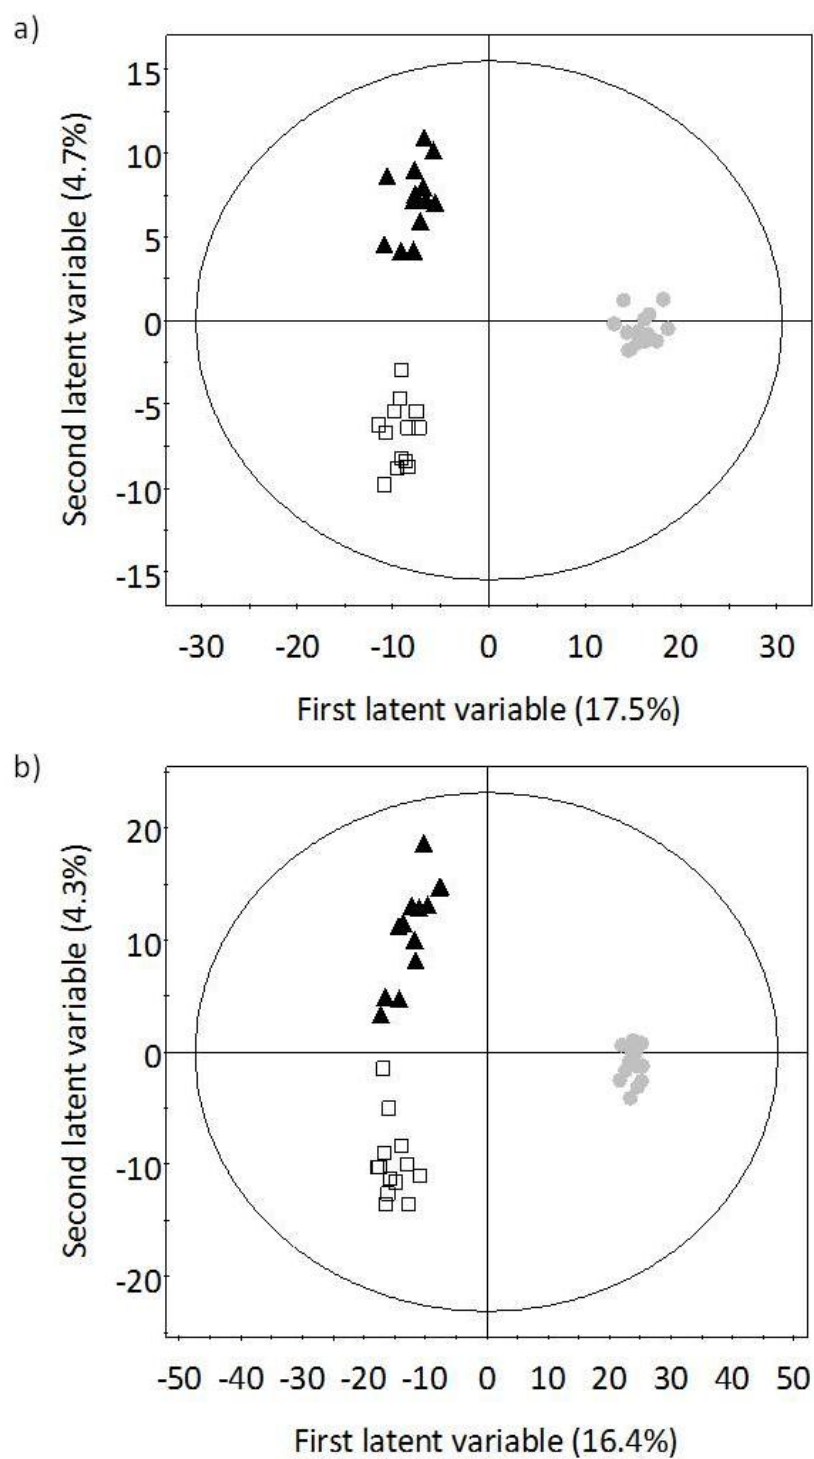 a)
Second latent variable (4.7%)
15
10
5
0
-5
-10
-15
-30 -20 -10 0 10 20 30
First latent variable (17.5%)
b)
Second latent variable (4.3%)
20
10
0
-10
-20
-50 -40 -30 -20 -10 0 10 20 30 40 50
First latent variable (16.4%)